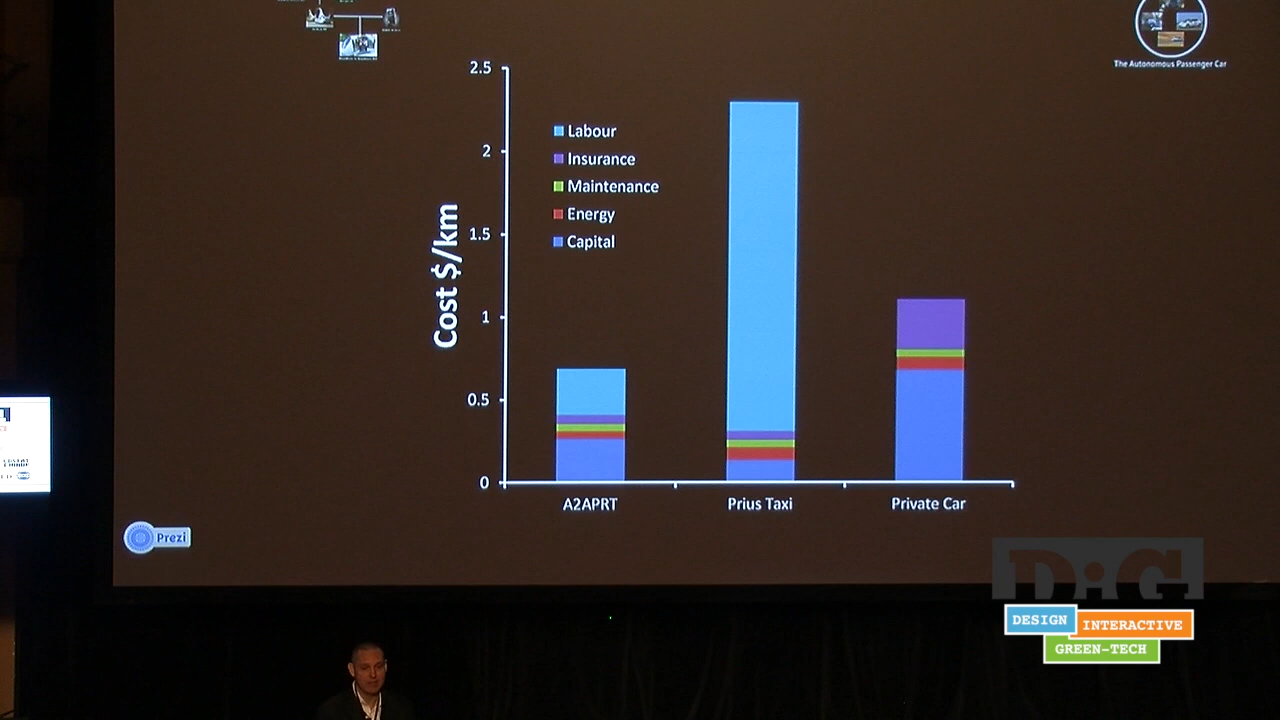 The Autonomous Passenger Car
2.5
2
1.5
1
0.5
0
Cost $/km
Labour
Insurance
Maintenance
Energy
Capital
A2APRT
Prius Taxi
Private Car
Prezi
DiG
DESIGN
INTERACTIVE
GREEN-TECH